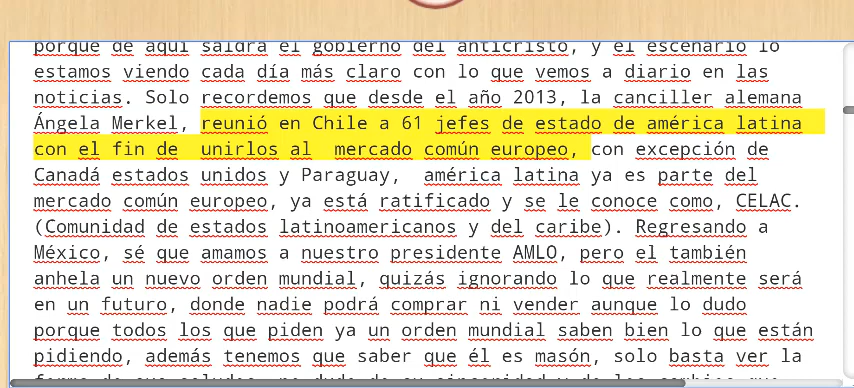 porque de aquí saldrá el gobierno del anticristo, y el escenario lo
estamos viendo cada día más claro con lo que vemos a diario en las
noticias. Solo recordemos que desde el año 2013, la canciller alemana
Ángela Merkel, reunió en Chile a 61 jefes de estado de américa latina
con el fin de  unirlos al  mercado común europeo, con excepción de
Canadá estados unidos y Paraguay,  américa latina ya es parte del
mercado común europeo, ya está ratificado y se le conoce como, CELAC.
(Comunidad de estados latinoamericanos y del caribe). Regresando a
México, sé que amamos a nuestro presidente AMLO, pero el también
anhela un nuevo orden mundial, quizás ignorando lo que realmente será
en un futuro, donde nadie podrá comprar ni vender aunque lo dudo
porque todos los que piden ya un orden mundial saben bien lo que están
pidiendo, además tenemos que saber que él es masón, solo basta ver la